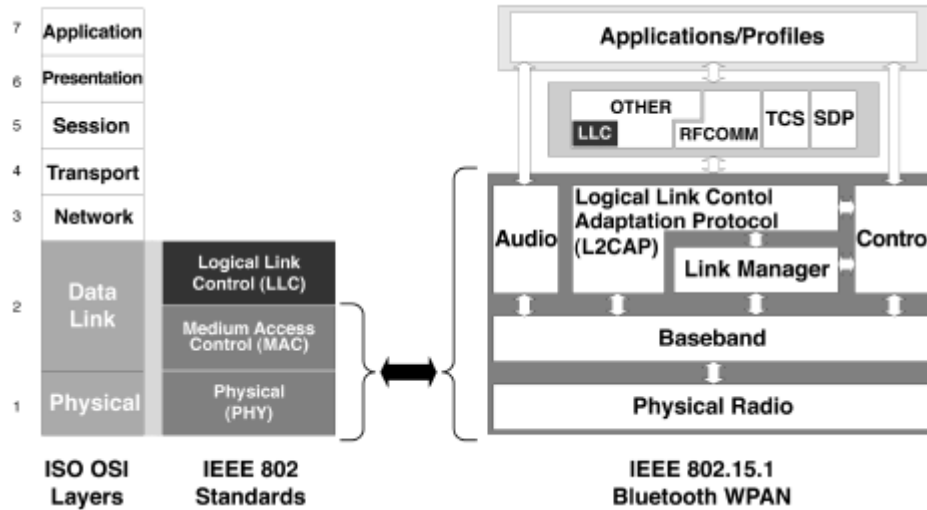 7
Application
6
Presentation
5
Session
4
Transport
3
Network
2
Data
Link
1
Physical
ISO OSI
Layers
Logical Link
Control (LLC)
Medium Access
Control (MAC)
Physical
(PHY)
IEEE 802
Standards
Applications/Profiles
OTHER
LLC
RFCOMM
TCS
SDP
Audio
Logical Link Contol
Adaptation Protocol
(L2CAP)
Link Manager
Contro
Baseband
Physical Radio
IEEE 802.15.1
Bluetooth WPAN